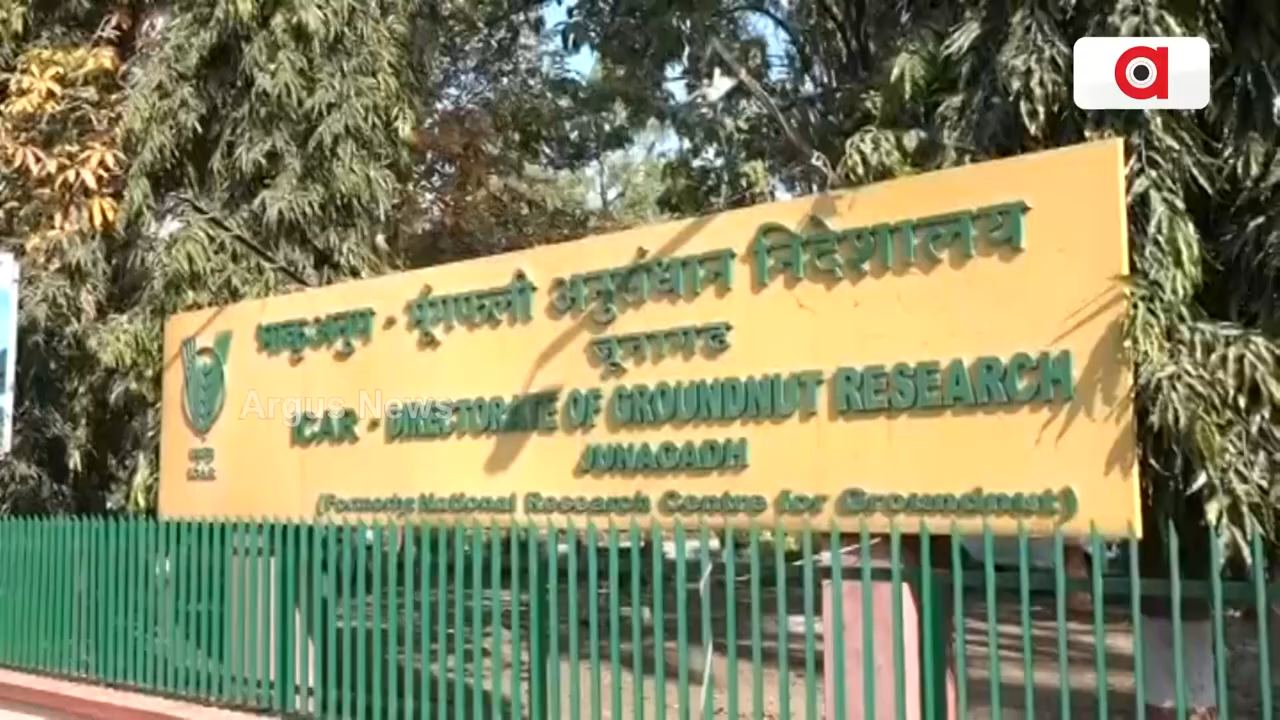 भाकृअनुप - मूंगफली अनुसंधान निदेशालय
जूनागढ
ICAR - DIRECTORATE OF GROUNDNUT RESEARCH
JUNAGADH
(Formerly National Research Centre for Groundnut)
Argus News
a